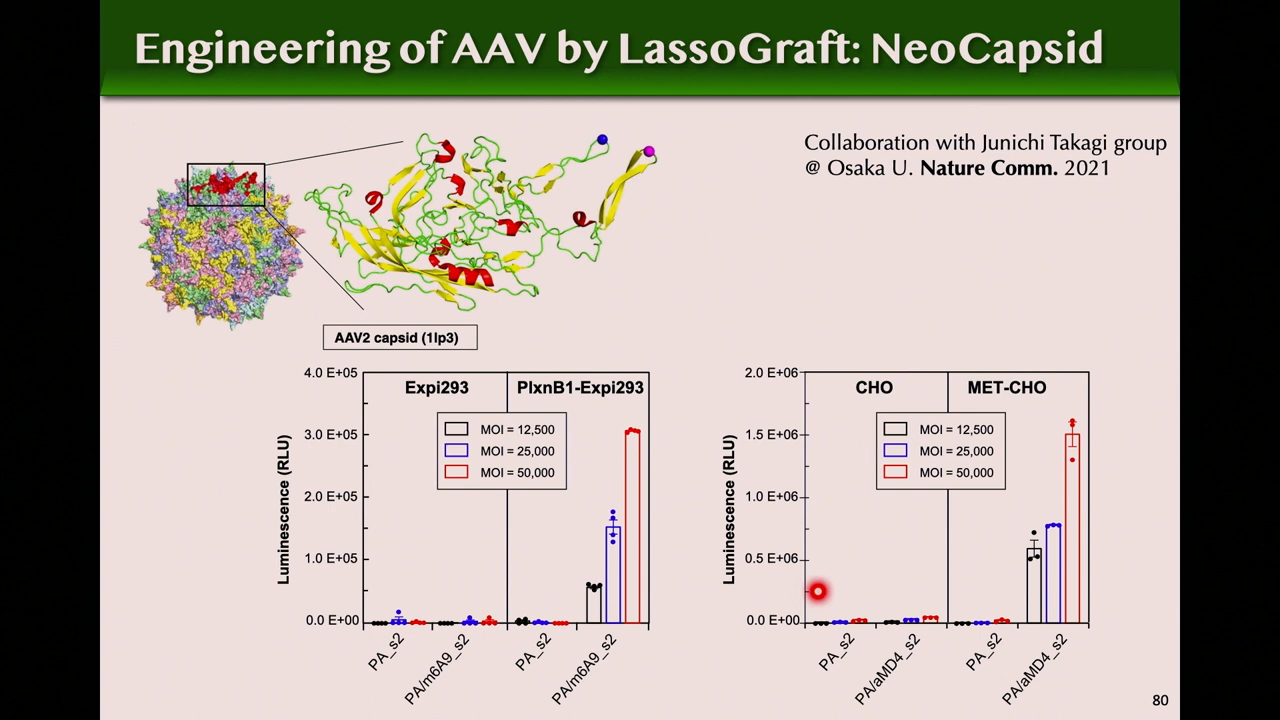 Engineering of AAV by LassoGraft: NeoCapsid
Collaboration with Junichi Takagi group
@ Osaka U. Nature Comm. 2021
AAV2 capsid (1lp3)
Luminescence (RLU)
4.0 E+05
3.0 E+05
2.0 E+05
1.0 E+05
0.0 E+00
Expi293
PlxnB1-Expi293
MOI = 12,500
MOI = 25,000
MOI = 50,000
PA_s2
PA/m6A9_s2
PA_s2
PA/m6A9_s2
Luminescence (RLU)
2.0 E+06
1.5 E+06
1.0 E+06
0.5 E+06
0.0 E+00
CHO
MET-CHO
MOI = 12,500
MOI = 25,000
MOI = 50,000
PA_s2
PA/aMD4_s2
PA_s2
PA/aMD4_s2
80